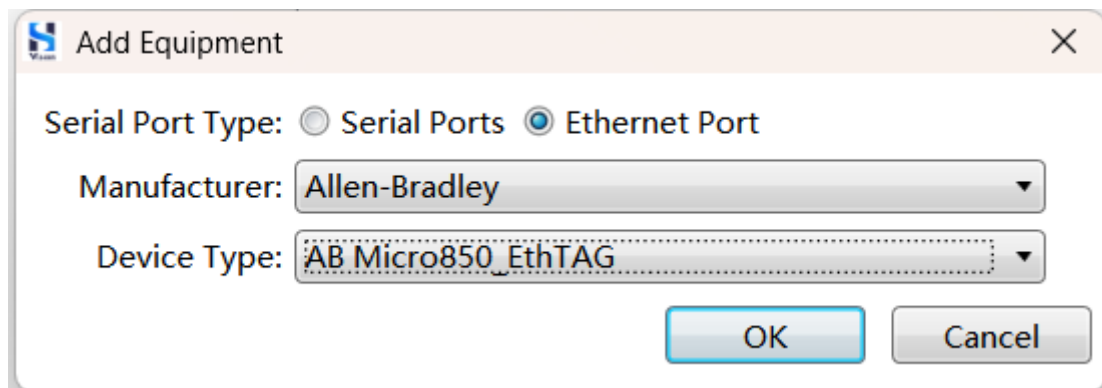 Add Equipment
Serial Port Type: Serial Ports Ethernet Port
Manufacturer: Allen-Bradley
Device Type: AB Micro850_EthTAG
OK Cancel